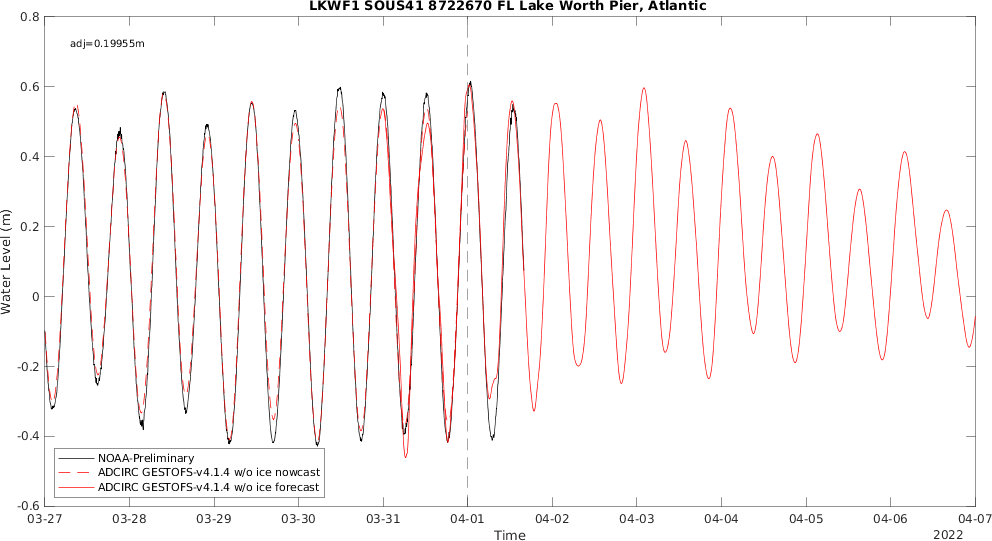 LKWF1 SOUS41 8722670 FL Lake Worth Pier, Atlantic
adj=0.19955m
0.8
0.6
0.4
0.2
0
-0.2
-0.4
-0.6
Water Level (m)
NOAA-Preliminary
ADCIRC GESTOFS-v4.1.4 w/o ice nowcast
ADCIRC GESTOFS-v4.1.4 w/o ice forecast
03-27 03-28 03-29 03-30 03-31 04-01 04-02 04-03 04-04 04-05 04-06 04-07
Time
2022